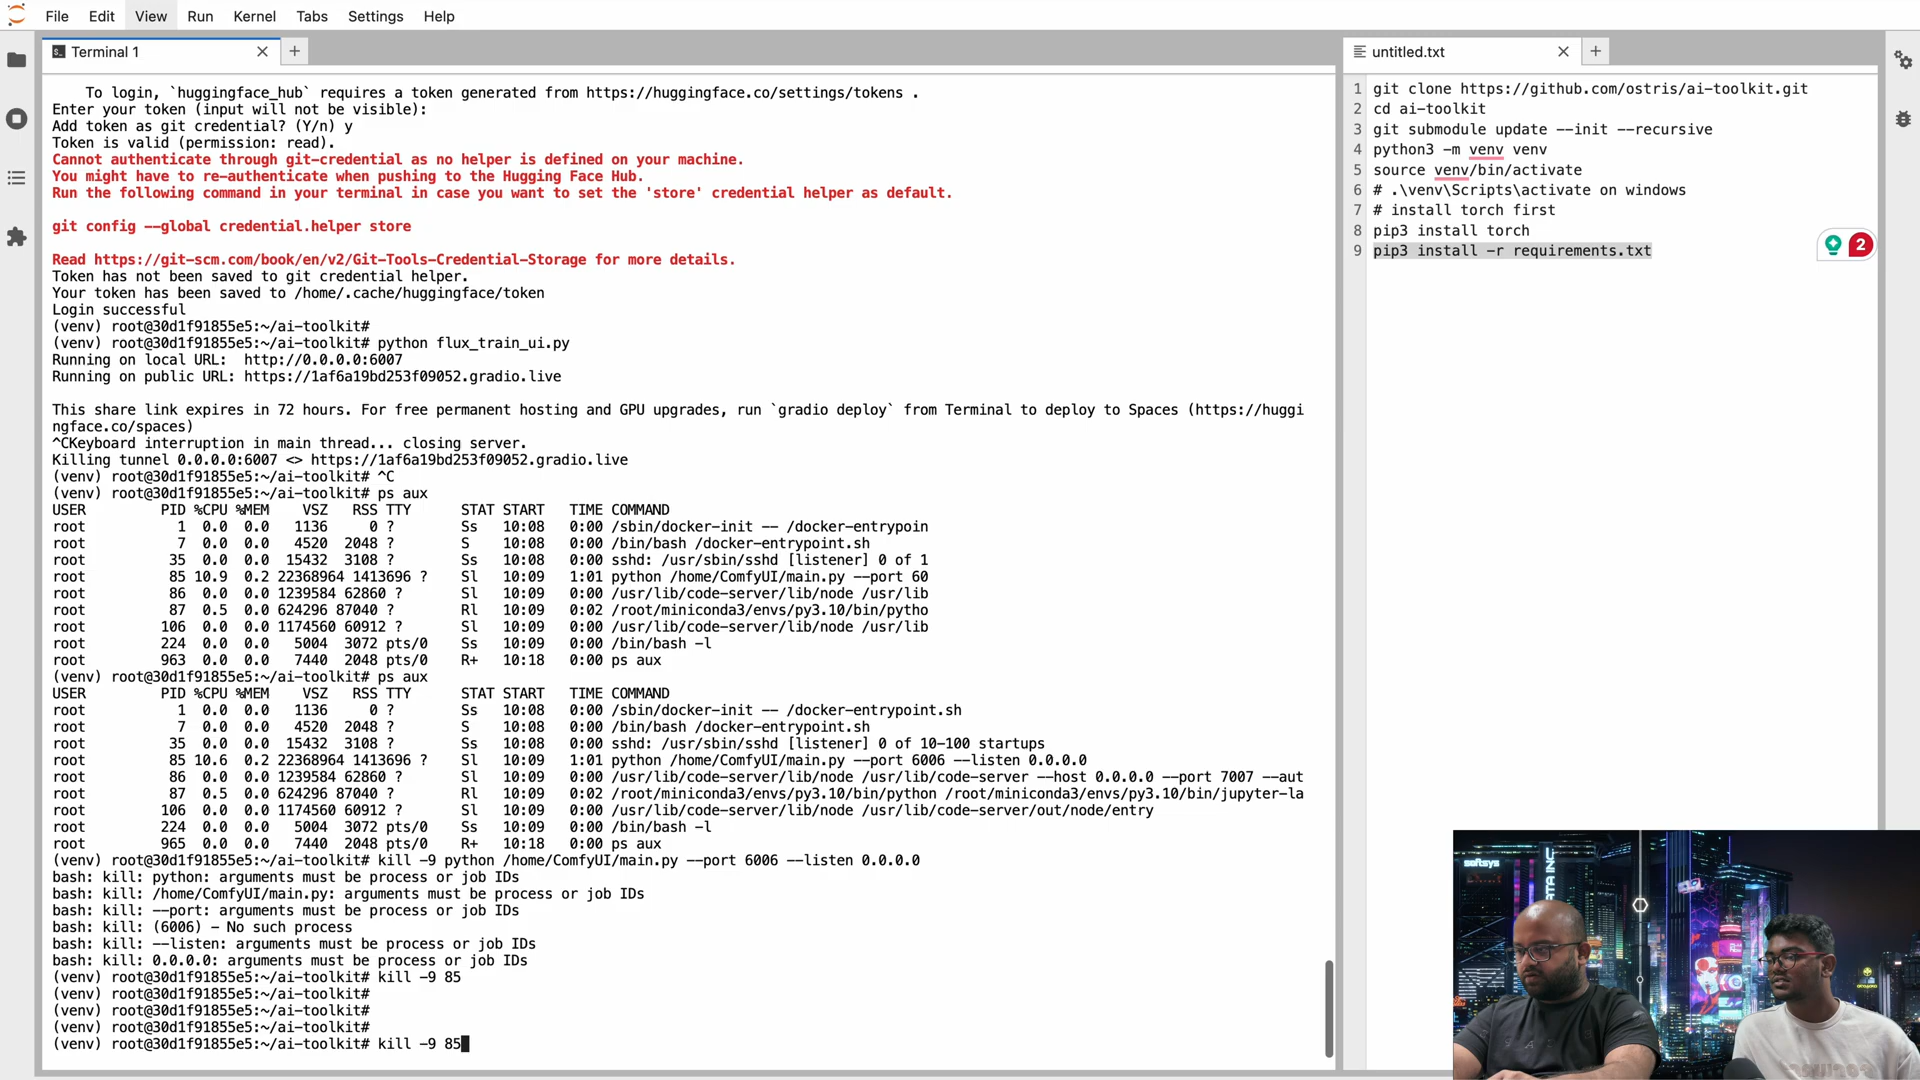 File Edit View Run Kernel Tabs Settings Help
Terminal 1
untitled.txt
To login, `huggingface_hub` requires a token generated from https://huggingface.co/settings/tokens .
Enter your token (input will not be visible):
Add token as git credential? (Y/n) y
Token is valid (permission: read).
Cannot authenticate through git-credential as no helper is defined on your machine.
You might have to re-authenticate when pushing to the Hugging Face Hub.
Run the following command in your terminal in case you want to set the 'store' credential helper as default.
git config --global credential.helper store
Read https://git-scm.com/book/en/v2/Git-Tools-Credential-Storage for more details.
Token has not been saved to git credential helper.
Your token has been saved to /home/.cache/huggingface/token
Login successful
(venv) root@30d1f91855e5:~/ai-toolkit#
(venv) root@30d1f91855e5:~/ai-toolkit# python flux_train_ui.py
Running on local URL:  http://0.0.0.0:6007
Running on public URL: https://1af6a19bd253f09052.gradio.live
This share link expires in 72 hours. For free permanent hosting and GPU upgrades, run `gradio deploy` from Terminal to deploy to Spaces (https://huggi
ngface.co/spaces)
^CKeyboard interruption in main thread... closing server.
Killing tunnel 0.0.0.0:6007 <> https://1af6a19bd253f09052.gradio.live
(venv) root@30d1f91855e5:~/ai-toolkit# ^C
(venv) root@30d1f91855e5:~/ai-toolkit# ps aux
USER PID %CPU %MEM VSZ RSS TTY STAT START TIME COMMAND
root 1 0.0 0.0 1136 0 ? Ss 10:08 0:00 /sbin/docker-init -- /docker-entrypoin
root 7 0.0 0.0 4520 2048 ? S 10:08 0:00 /bin/bash /docker-entrypoint.sh
root 35 0.0 0.0 15432 3108 ? Ss 10:08 0:00 sshd: /usr/sbin/sshd [listener] 0 of 1
root 85 10.9 0.2 22368964 1413696 ? Sl 10:09 1:01 python /home/ComfyUI/main.py --port 60
root 86 0.0 0.0 1239584 62860 ? Sl 10:09 0:00 /usr/lib/code-server/lib/node /usr/lib
root 87 0.5 0.0 624296 87040 ? Rl 10:09 0:02 /root/miniconda3/envs/py3.10/bin/pytho
root 106 0.0 0.0 1174560 60912 ? Sl 10:09 0:00 /usr/lib/code-server/lib/node /usr/lib
root 224 0.0 0.0 5004 3072 pts/0 Ss 10:09 0:00 /bin/bash -l
root 963 0.0 0.0 7440 2048 pts/0 R+ 10:18 0:00 ps aux
(venv) root@30d1f91855e5:~/ai-toolkit# ps aux
USER PID %CPU %MEM VSZ RSS TTY STAT START TIME COMMAND
root 1 0.0 0.0 1136 0 ? Ss 10:08 0:00 /sbin/docker-init -- /docker-entrypoint.sh
root 7 0.0 0.0 4520 2048 ? S 10:08 0:00 /bin/bash /docker-entrypoint.sh
root 35 0.0 0.0 15432 3108 ? Ss 10:08 0:00 sshd: /usr/sbin/sshd [listener] 0 of 10-100 startups
root 85 10.6 0.2 22368964 1413696 ? Sl 10:09 1:01 python /home/ComfyUI/main.py --port 6006 --listen 0.0.0.0
root 86 0.0 0.0 1239584 62860 ? Sl 10:09 0:00 /usr/lib/code-server/lib/node /usr/lib/code-server --host 0.0.0.0 --port 7007 --aut
root 87 0.5 0.0 624296 87040 ? Rl 10:09 0:02 /root/miniconda3/envs/py3.10/bin/python /root/miniconda3/envs/py3.10/bin/jupyter-la
root 106 0.0 0.0 1174560 60912 ? Sl 10:09 0:00 /usr/lib/code-server/lib/node /usr/lib/code-server/out/node/entry
root 224 0.0 0.0 5004 3072 pts/0 Ss 10:09 0:00 /bin/bash -l
root 965 0.0 0.0 7440 2048 pts/0 R+ 10:18 0:00 ps aux
(venv) root@30d1f91855e5:~/ai-toolkit# kill -9 python /home/ComfyUI/main.py --port 6006 --listen 0.0.0.0
bash: kill: python: arguments must be process or job IDs
bash: kill: /home/ComfyUI/main.py: arguments must be process or job IDs
bash: kill: --port: arguments must be process or job IDs
bash: kill: (6006) - No such process
bash: kill: --listen: arguments must be process or job IDs
bash: kill: 0.0.0.0: arguments must be process or job IDs
(venv) root@30d1f91855e5:~/ai-toolkit# kill -9 85
(venv) root@30d1f91855e5:~/ai-toolkit#
(venv) root@30d1f91855e5:~/ai-toolkit#
(venv) root@30d1f91855e5:~/ai-toolkit#
(venv) root@30d1f91855e5:~/ai-toolkit# kill -9 85
1 git clone https://github.com/ostris/ai-toolkit.git
2 cd ai-toolkit
3 git submodule update --init --recursive
4 python3 -m venv venv
5 source venv/bin/activate
6 # .\venv\Scripts\activate on windows
7 # install torch first
8 pip3 install torch
9 pip3 install -r requirements.txt
2
softsys
DATA INC.